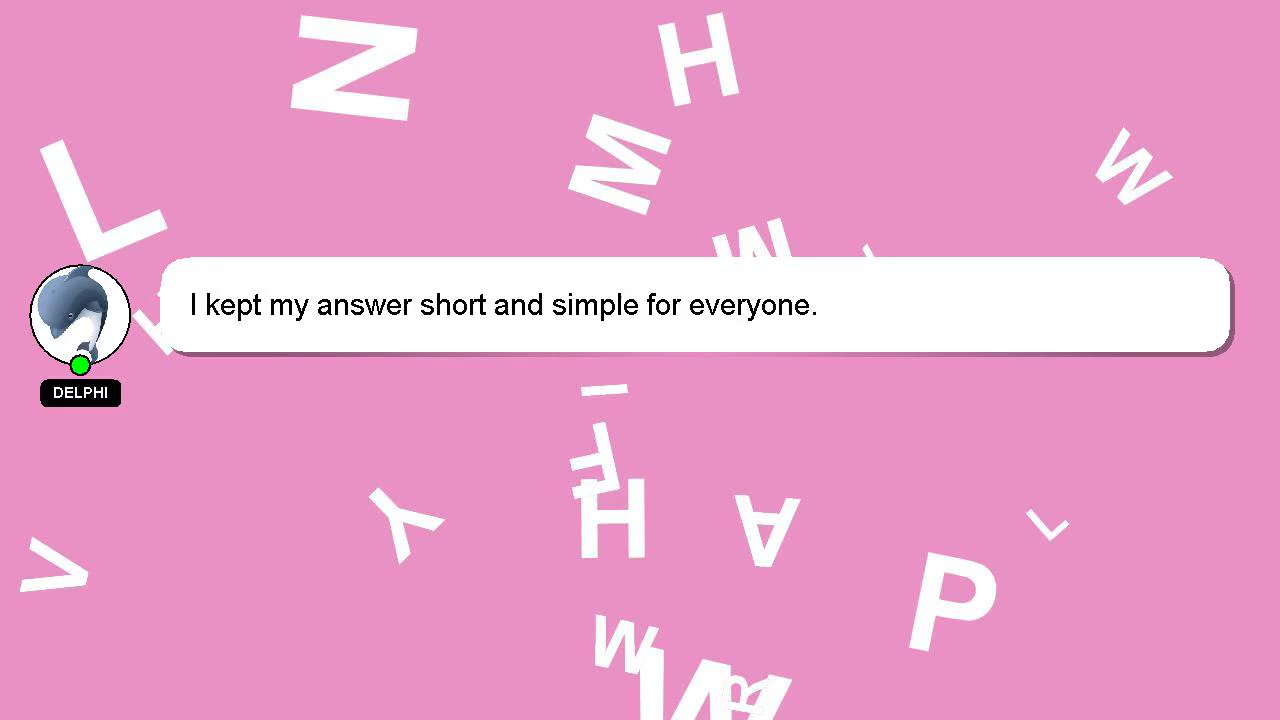 Z
H
M
L
W
W
I kept my answer short and simple for everyone.
DELPHI
I
F
H
A
Y
L
V
P
W
W
R